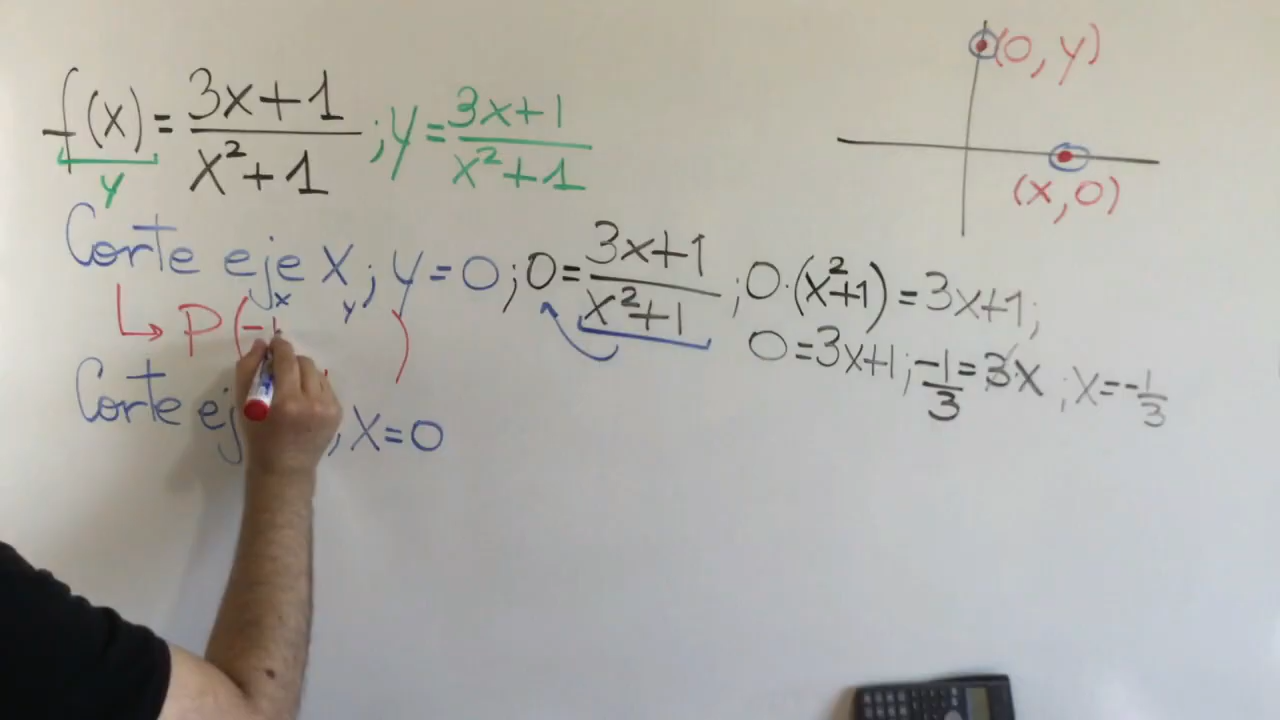 f(x) = (3x+1)/(x²+1) ; y = (3x+1)/(x²+1)
y
(0, y)
(x, 0)
Corte eje X; y = 0; 0 = (3x+1)/(x²+1) ; 0·(x²+1) = 3x+1;
0 = 3x+1; -1/3 = 3x ; x = -1/3
x y
P(-1 , )
Corte ej , X = 0